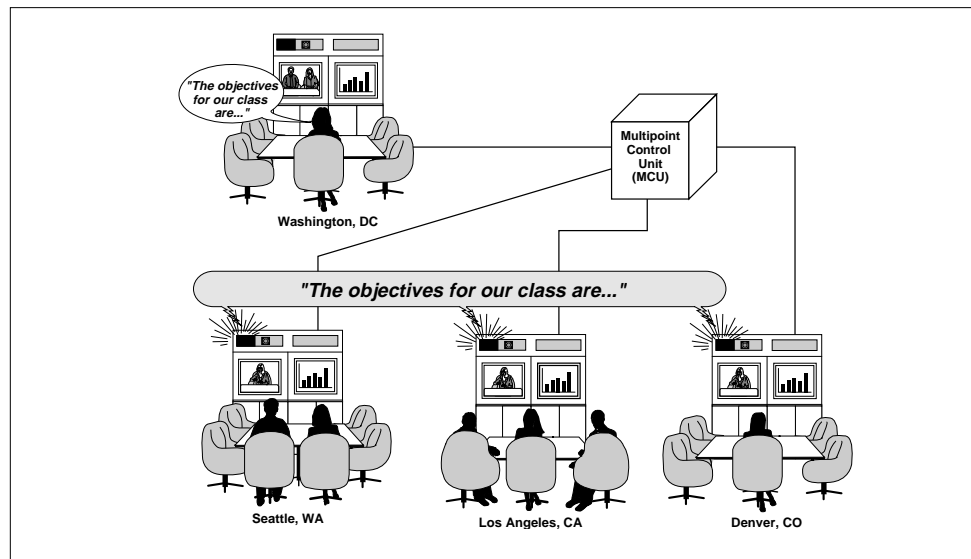 "The objectives
for our class
are..."
Multipoint
Control
Unit
(MCU)
Washington, DC
"The objectives for our class are..."
Seattle, WA
Los Angeles, CA
Denver, CO